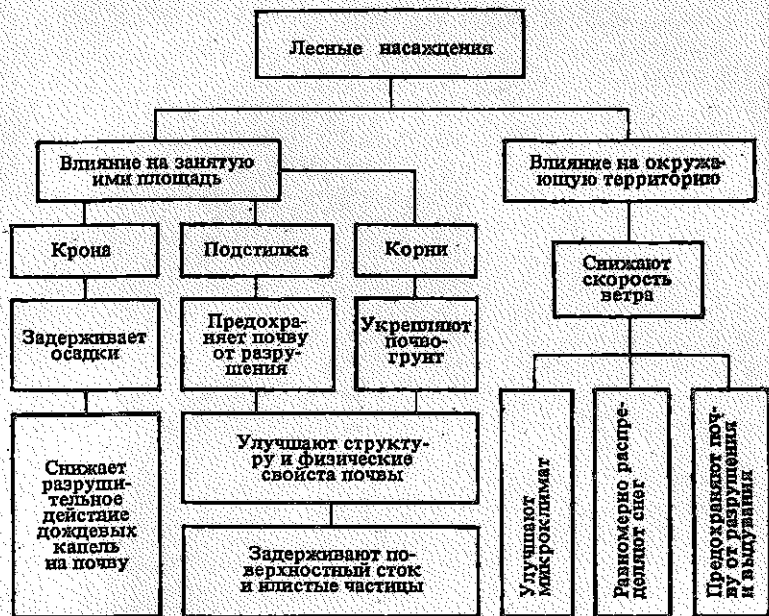 Лесные насаждения
Влияние на занятую
ими площадь
Влияние на окружа-
ющую территорию
Крона
Подстилка
Корни
Снижают
скорость
ветра
Задерживает
осадки
Предохра-
няет почву
от разру-
шения
Укрепляют
почво-
грунт
Снижает
разруши-
тельное
действие
дождевых
капель
на почву
Улучшают структу-
ру и физические
свойста почвы
Задерживают по-
верхностный сток
и илистые частицы
Улучшают
микроклимат
Равномерно распре-
деляют снег
Предохраняют поч-
ву от разрушения
и выдувания